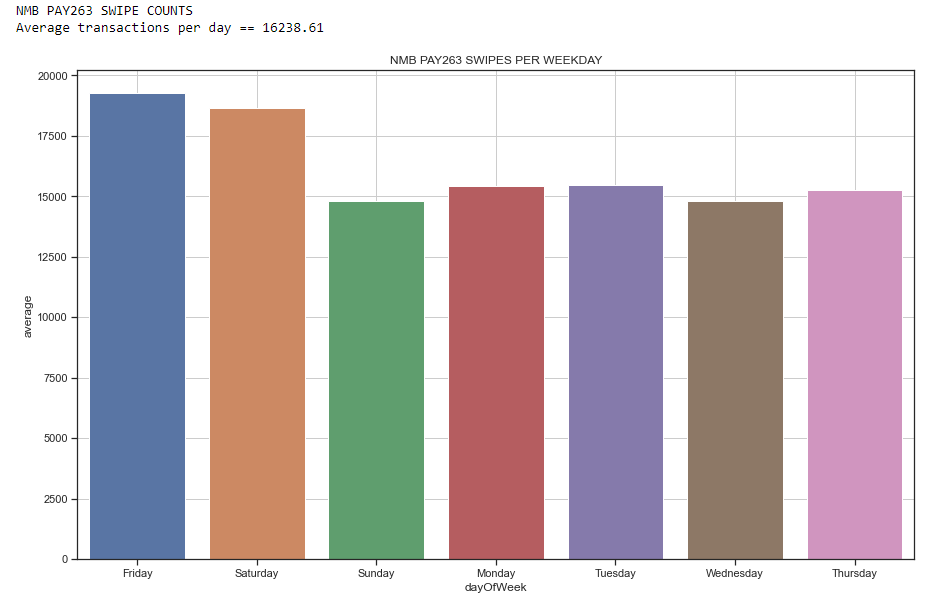 NMB PAY263 SWIPE COUNTS
Average transactions per day == 16238.61
NMB PAY263 SWIPES PER WEEKDAY
20000
17500
15000
12500
10000
7500
5000
2500
0
average
Friday Saturday Sunday Monday Tuesday Wednesday Thursday
dayOfWeek